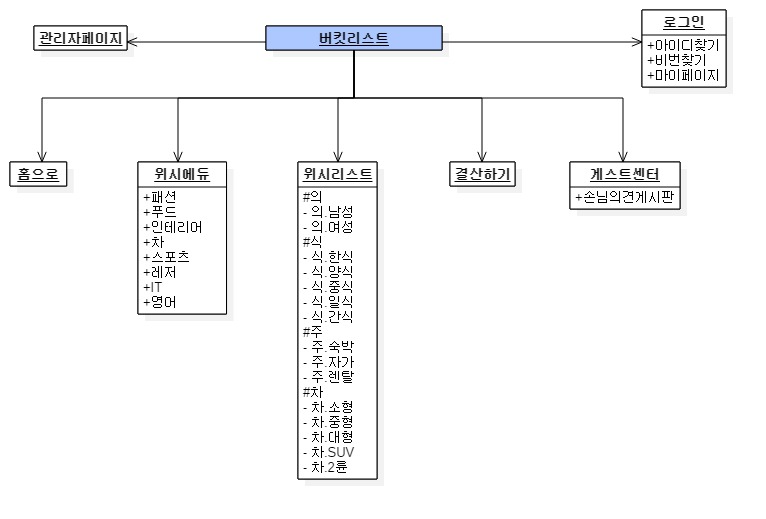 관리자페이지
버킷리스트
로그인
+아이디찾기
+비번찾기
+마이페이지
홈으로
위시에듀
+패션
+푸드
+인테리어
+차
+스포츠
+레저
+IT
+영어
위시리스트
#의
- 의.남성
- 의.여성
#식
- 식.한식
- 식.양식
- 식.중식
- 식.일식
- 식.간식
#주
- 주.숙박
- 주.자가
- 주.렌탈
#차
- 차.소형
- 차.중형
- 차.대형
- 차.SUV
- 차.2륜
결산하기
게스트센터
+손님의견게시판